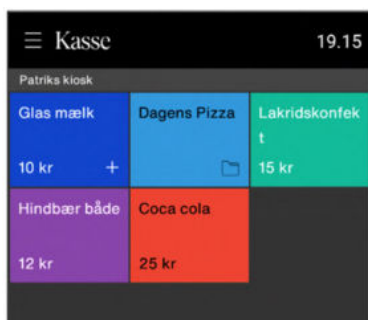 Kasse 19.15
Patriks kiosk
Glas mælk
10 kr +
Dagens Pizza
Lakridskonfek
t
15 kr
Hindbær både
12 kr
Coca cola
25 kr